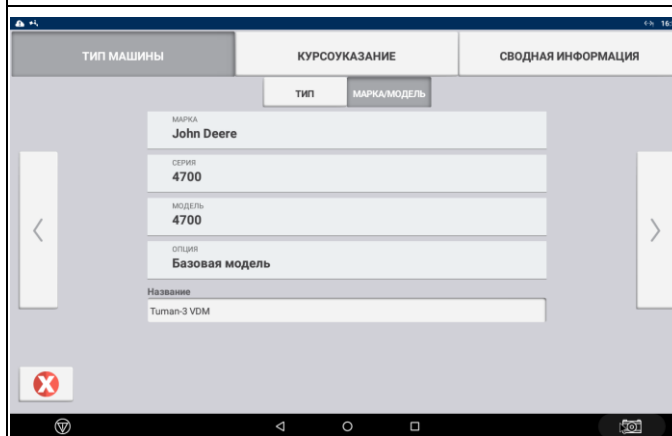 16:
ТИП МАШИНЫ
КУРСОУКАЗАНИЕ
СВОДНАЯ ИНФОРМАЦИЯ
ТИП
МАРКА/МОДЕЛЬ
МАРКА
John Deere
СЕРИЯ
4700
МОДЕЛЬ
4700
ОПЦИЯ
Базовая модель
Название
Tuman-3 VDM